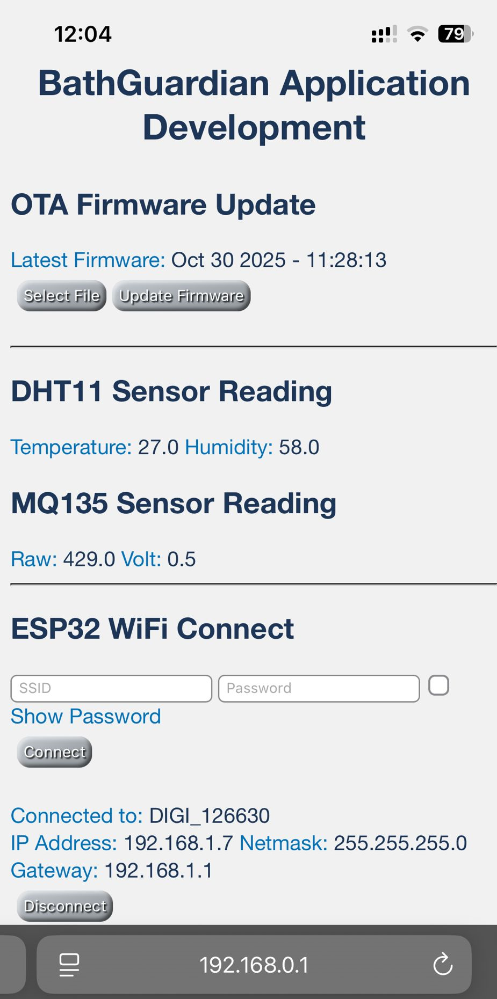 12:04
79
BathGuardian Application
Development
OTA Firmware Update
Latest Firmware: Oct 30 2025 - 11:28:13
Select File Update Firmware
DHT11 Sensor Reading
Temperature: 27.0 Humidity: 58.0
MQ135 Sensor Reading
Raw: 429.0 Volt: 0.5
ESP32 WiFi Connect
SSID Password
Show Password
Connect
Connected to: DIGI_126630
IP Address: 192.168.1.7 Netmask: 255.255.255.0
Gateway: 192.168.1.1
Disconnect
192.168.0.1